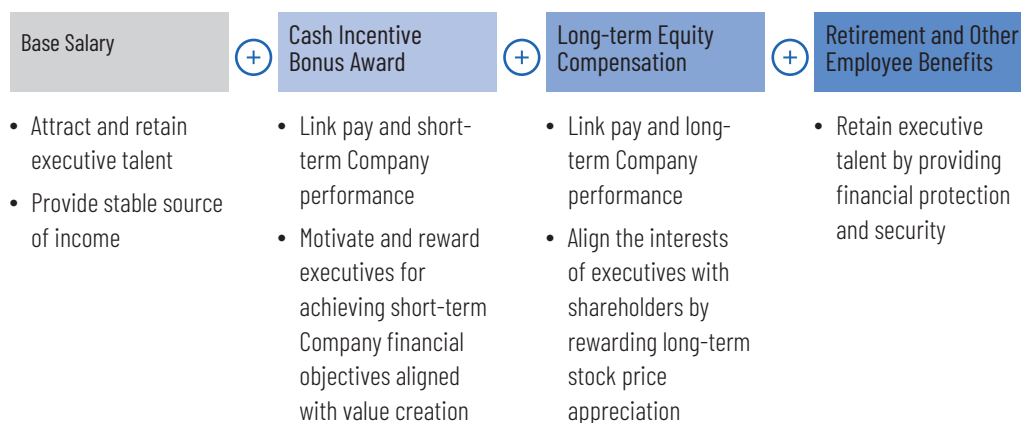 Base Salary
+
Cash Incentive
Bonus Award
+
Long-term Equity
Compensation
+
Retirement and Other
Employee Benefits
• Attract and retain
executive talent
• Provide stable source
of income
• Link pay and short-
term Company
performance
• Motivate and reward
executives for
achieving short-term
Company financial
objectives aligned
with value creation
• Link pay and long-
term Company
performance
• Align the interests
of executives with
shareholders by
rewarding long-term
stock price
appreciation
• Retain executive
talent by providing
financial protection
and security